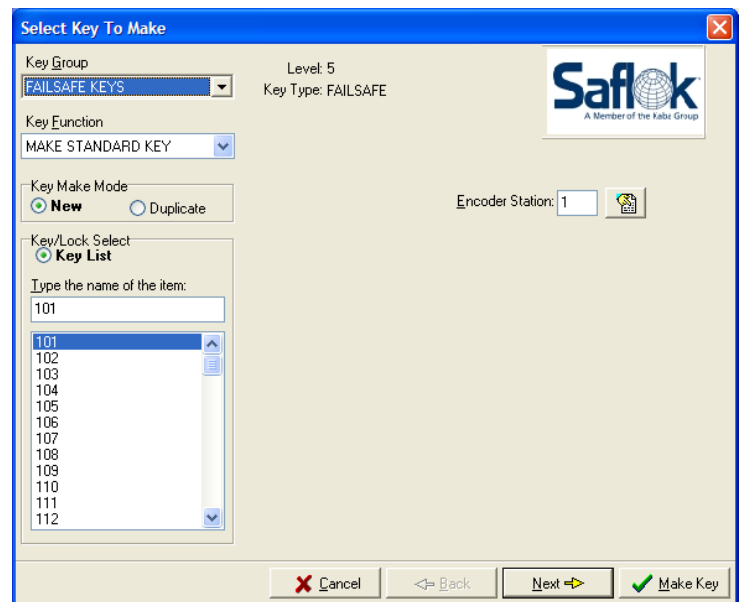 Select Key To Make
Key Group
FAILSAFE KEYS
Level: 5
Key Type: FAILSAFE
Saflok
A Member of the Kaba Group
Key Function
MAKE STANDARD KEY
Key Make Mode
New
Duplicate
Encoder Station: 1
Key/Lock Select
Key List
Type the name of the item:
101
101
102
103
104
105
106
107
108
109
110
111
112
Cancel
Back
Next
Make Key